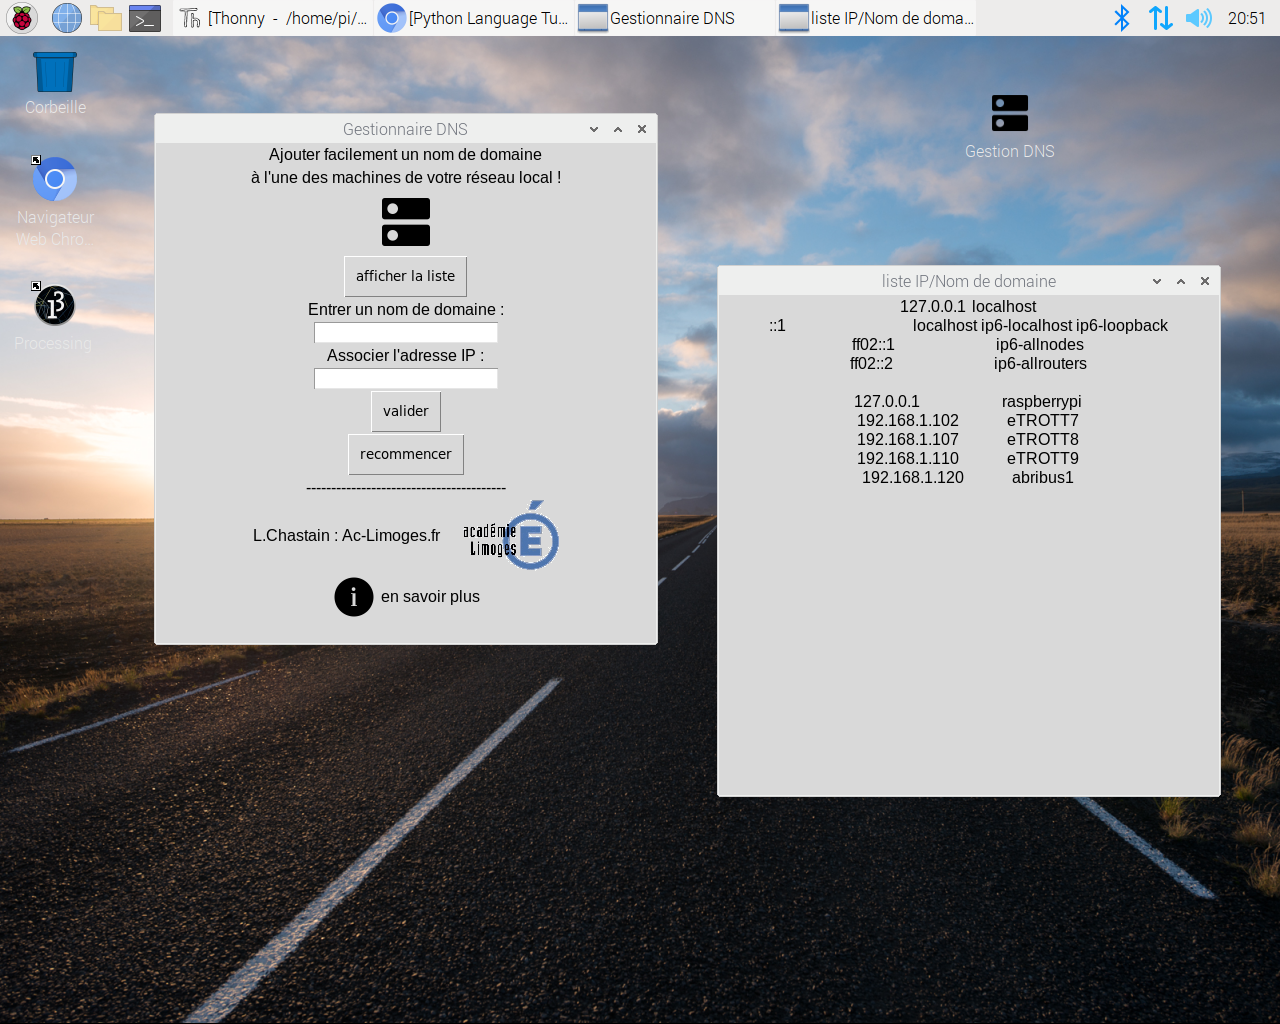 [Thonny - /home/pi/...
[Python Language Tu...
Gestionnaire DNS
liste IP/Nom de doma...
20:51
Corbeille
Navigateur
Web Chro...
Processing
Gestion DNS
Gestionnaire DNS
Ajouter facilement un nom de domaine
à l'une des machines de votre réseau local !
afficher la liste
Entrer un nom de domaine :
Associer l'adresse IP :
valider
recommencer
----------------------------------------
L.Chastain : Ac-Limoges.fr
académie
Limoges
É
i
en savoir plus
liste IP/Nom de domaine
127.0.0.1 localhost
::1 localhost ip6-localhost ip6-loopback
ff02::1 ip6-allnodes
ff02::2 ip6-allrouters
127.0.0.1 raspberrypi
192.168.1.102 eTROTT7
192.168.1.107 eTROTT8
192.168.1.110 eTROTT9
192.168.1.120 abribus1